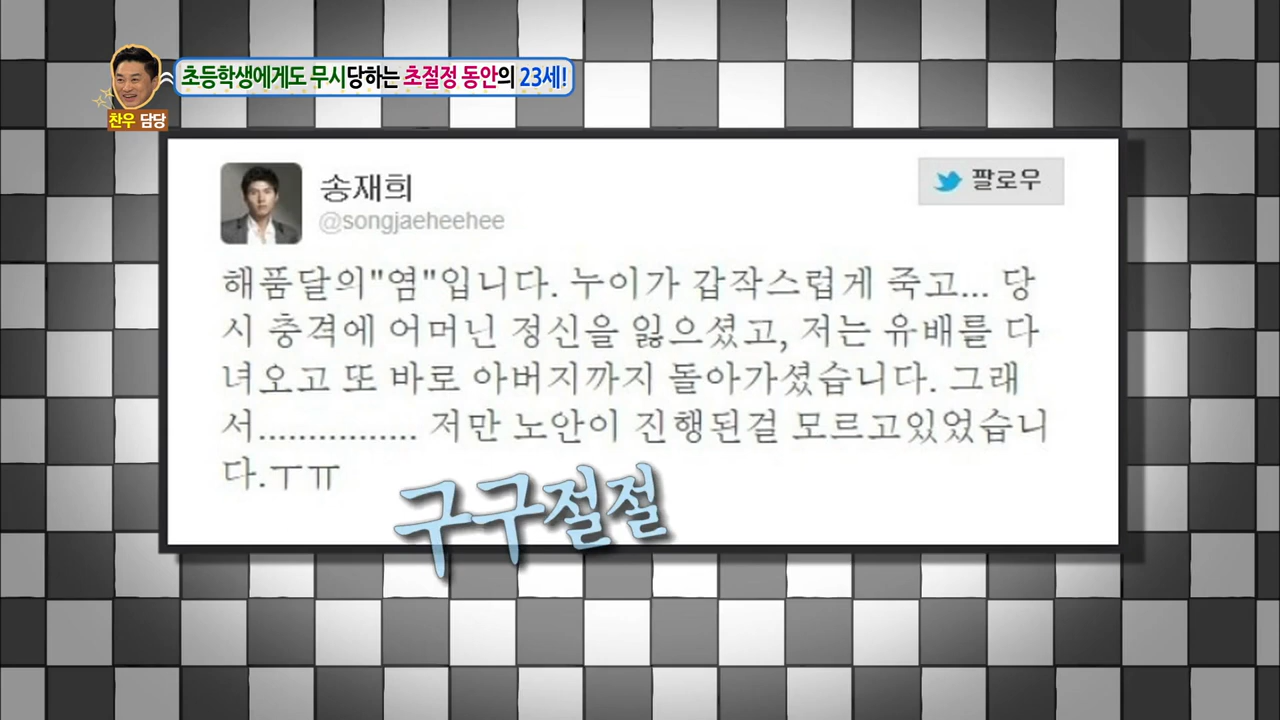 초등학생에게도 무시당하는 초절정 동안의 23세!
찬우 담당
송재희
팔로우
@songjaeheehee
해품달의"염"입니다. 누이가 갑작스럽게 죽고... 당
시 충격에 어머닌 정신을 잃으셨고, 저는 유배를 다
녀오고 또 바로 아버지까지 돌아가셨습니다. 그래
서................ 저만 노안이 진행된걸 모르고있었습니
다.ㅜㅠ
구구절절